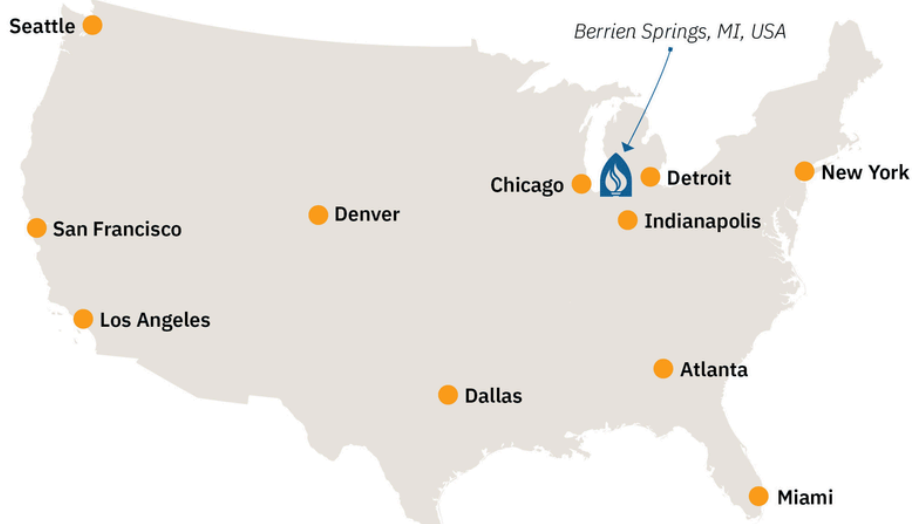 Seattle
Berrien Springs, MI, USA
Chicago
Detroit
New York
Denver
Indianapolis
San Francisco
Los Angeles
Atlanta
Dallas
Miami